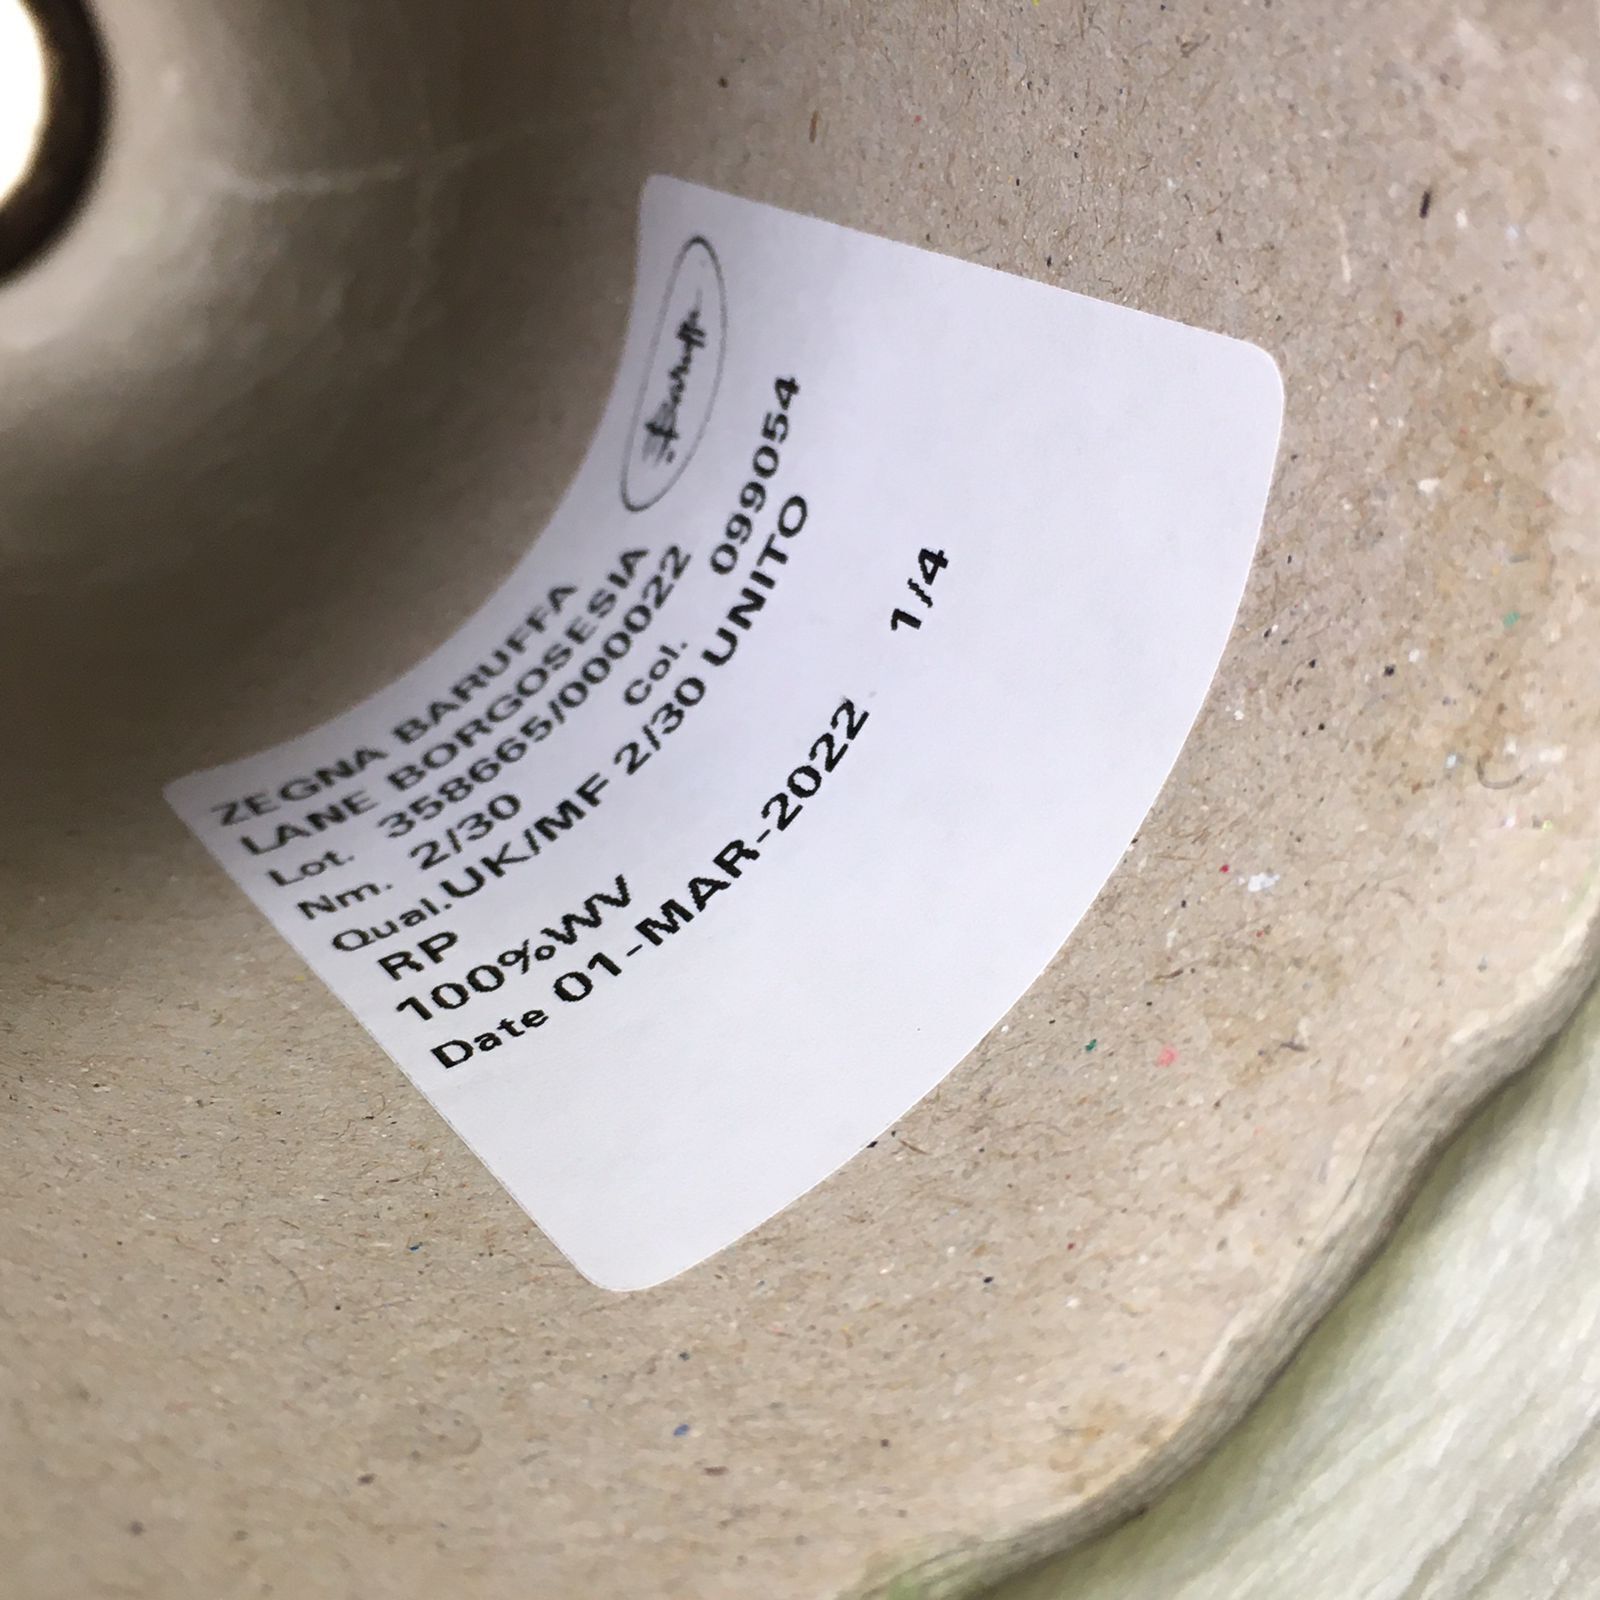 Baruffa
ZEGNA BARUFFA
LANE BORGOSESIA
Lot. 358665/000022
Nm. 2/30 Col. 099054
Qual.UK/MF 2/30 UNITO
RP
100%WV
Date 01-MAR-2022 1/4